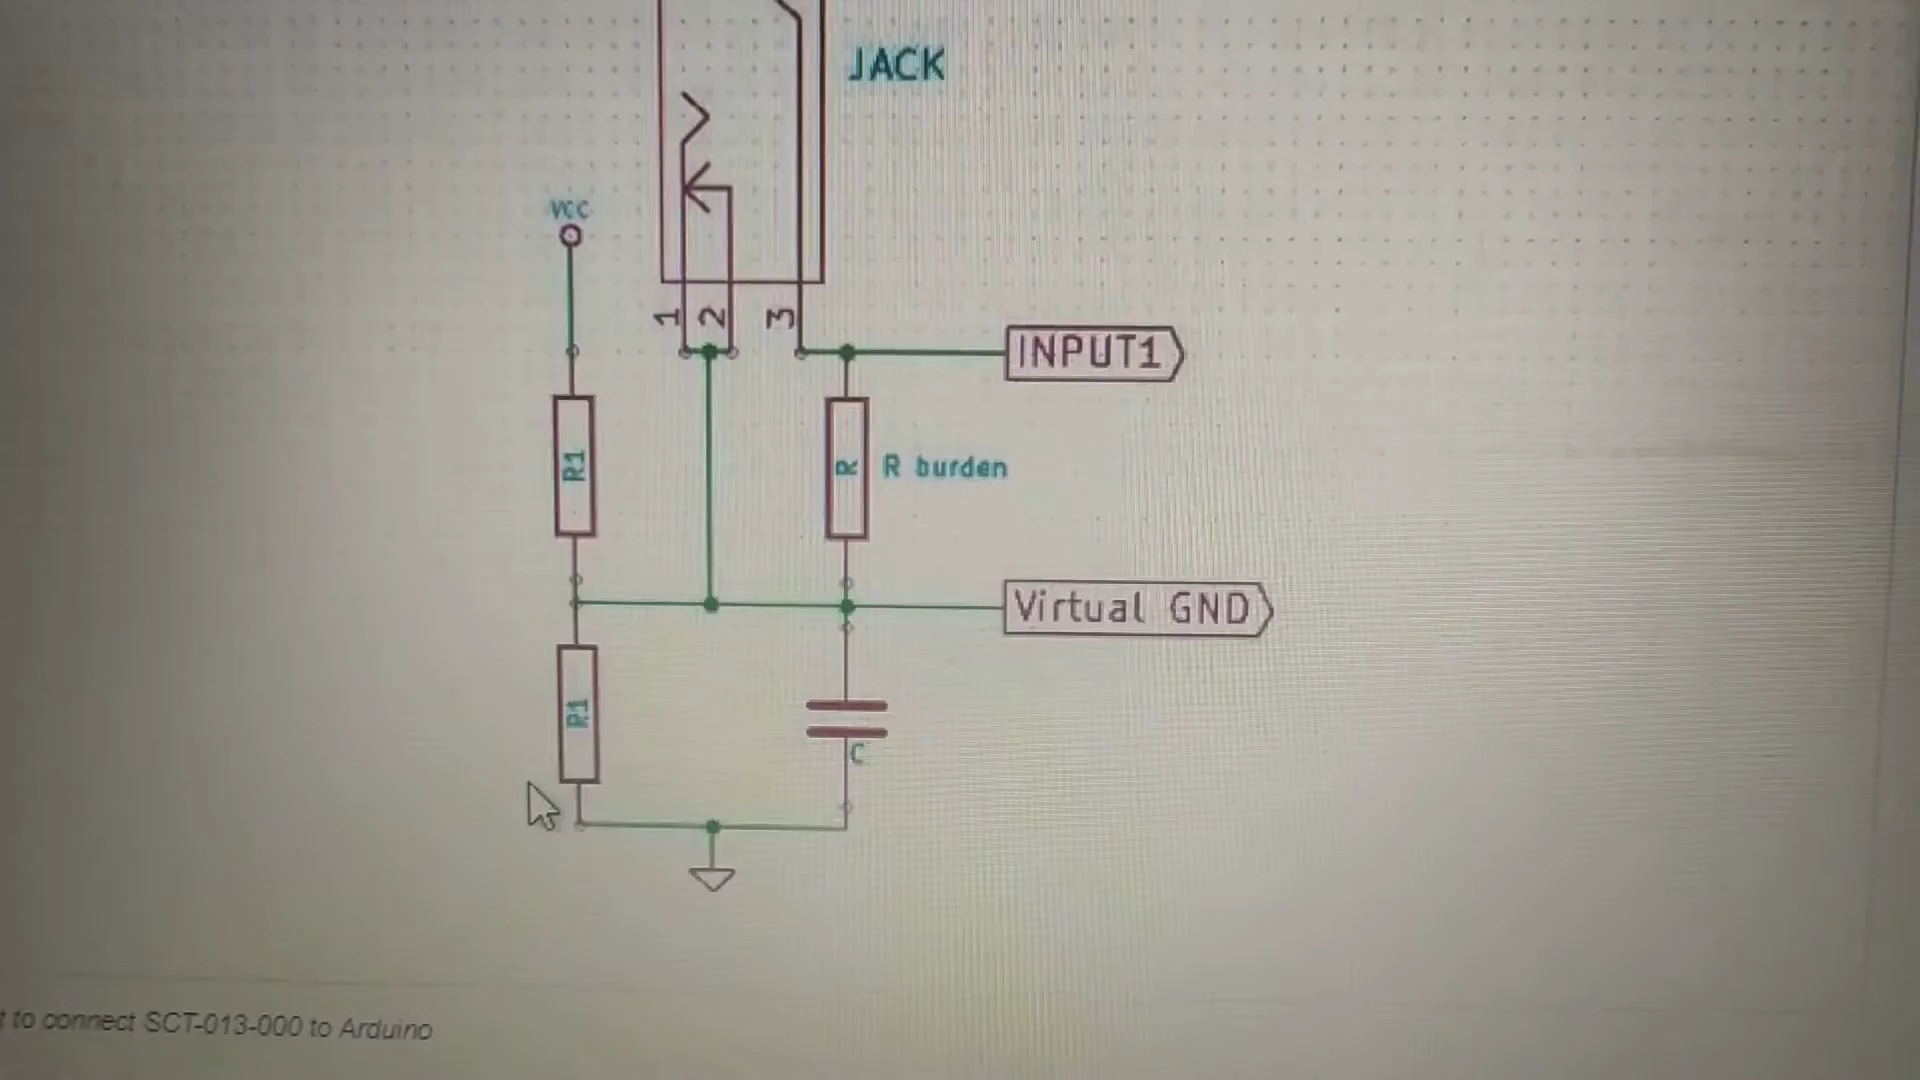 JACK
VCC
1
2
3
INPUT1
R1
R
R burden
Virtual GND
R1
C
to connect SCT-013-000 to Arduino